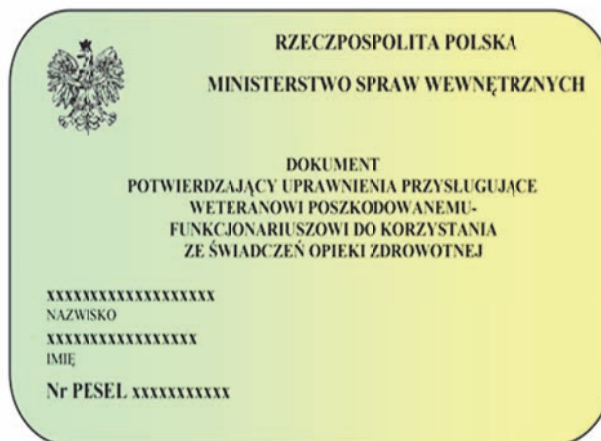 RZECZPOSPOLITA POLSKA
MINISTERSTWO SPRAW WEWNĘTRZNYCH
DOKUMENT
POTWIERDZAJĄCY UPRAWNIENIA PRZYSŁUGUJĄCE
WETERANOWI POSZKODOWANEMU-
FUNKCJONARIUSZOWI DO KORZYSTANIA
ZE ŚWIADCZEŃ OPIEKI ZDROWOTNEJ
xxxxxxxxxxxxxxxxxxx
NAZWISKO
xxxxxxxxxxxxxxxxx
IMIĘ
Nr PESEL xxxxxxxxxxx